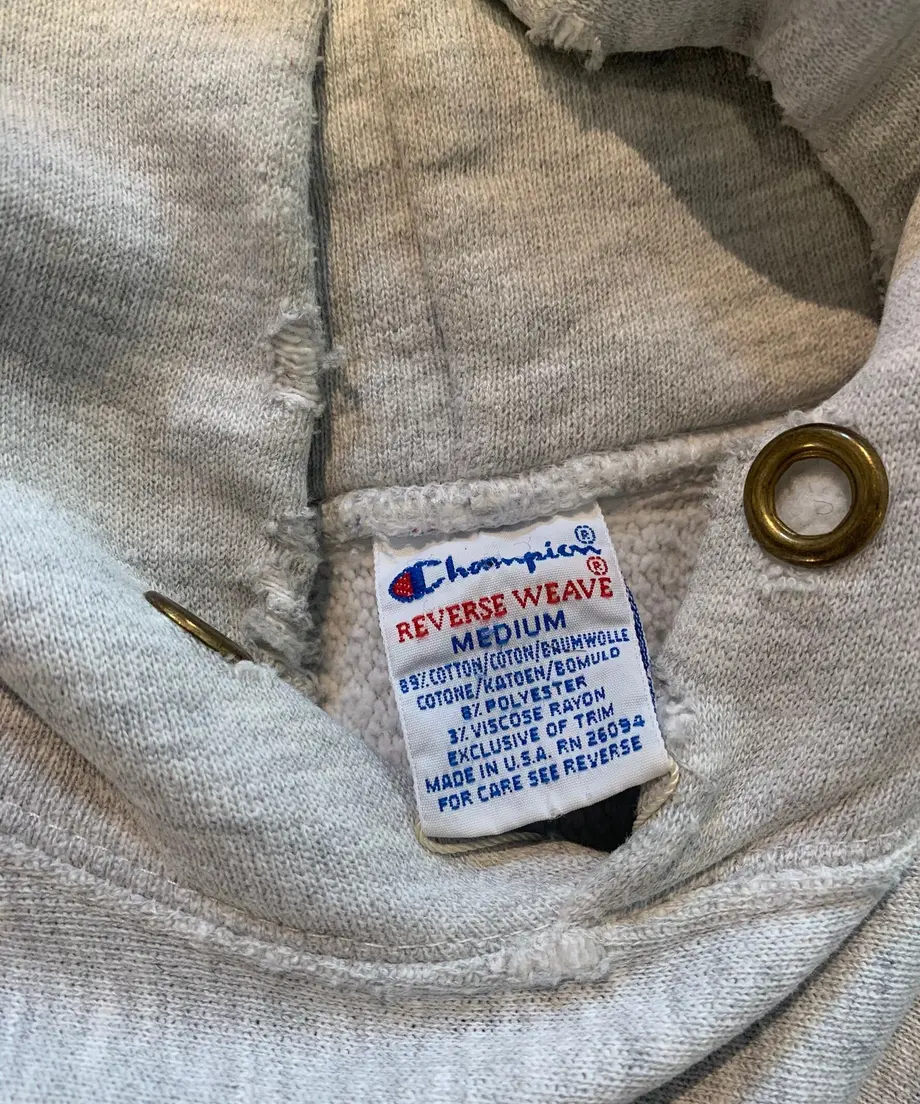 Champion®
REVERSE WEAVE®
MEDIUM
89% COTTON/COTON/BAUMWOLLE
COTONE/KATOEN/BOMULD
8% POLYESTER
3% VISCOSE RAYON
EXCLUSIVE OF TRIM
MADE IN U.S.A. RN 26094
FOR CARE SEE REVERSE